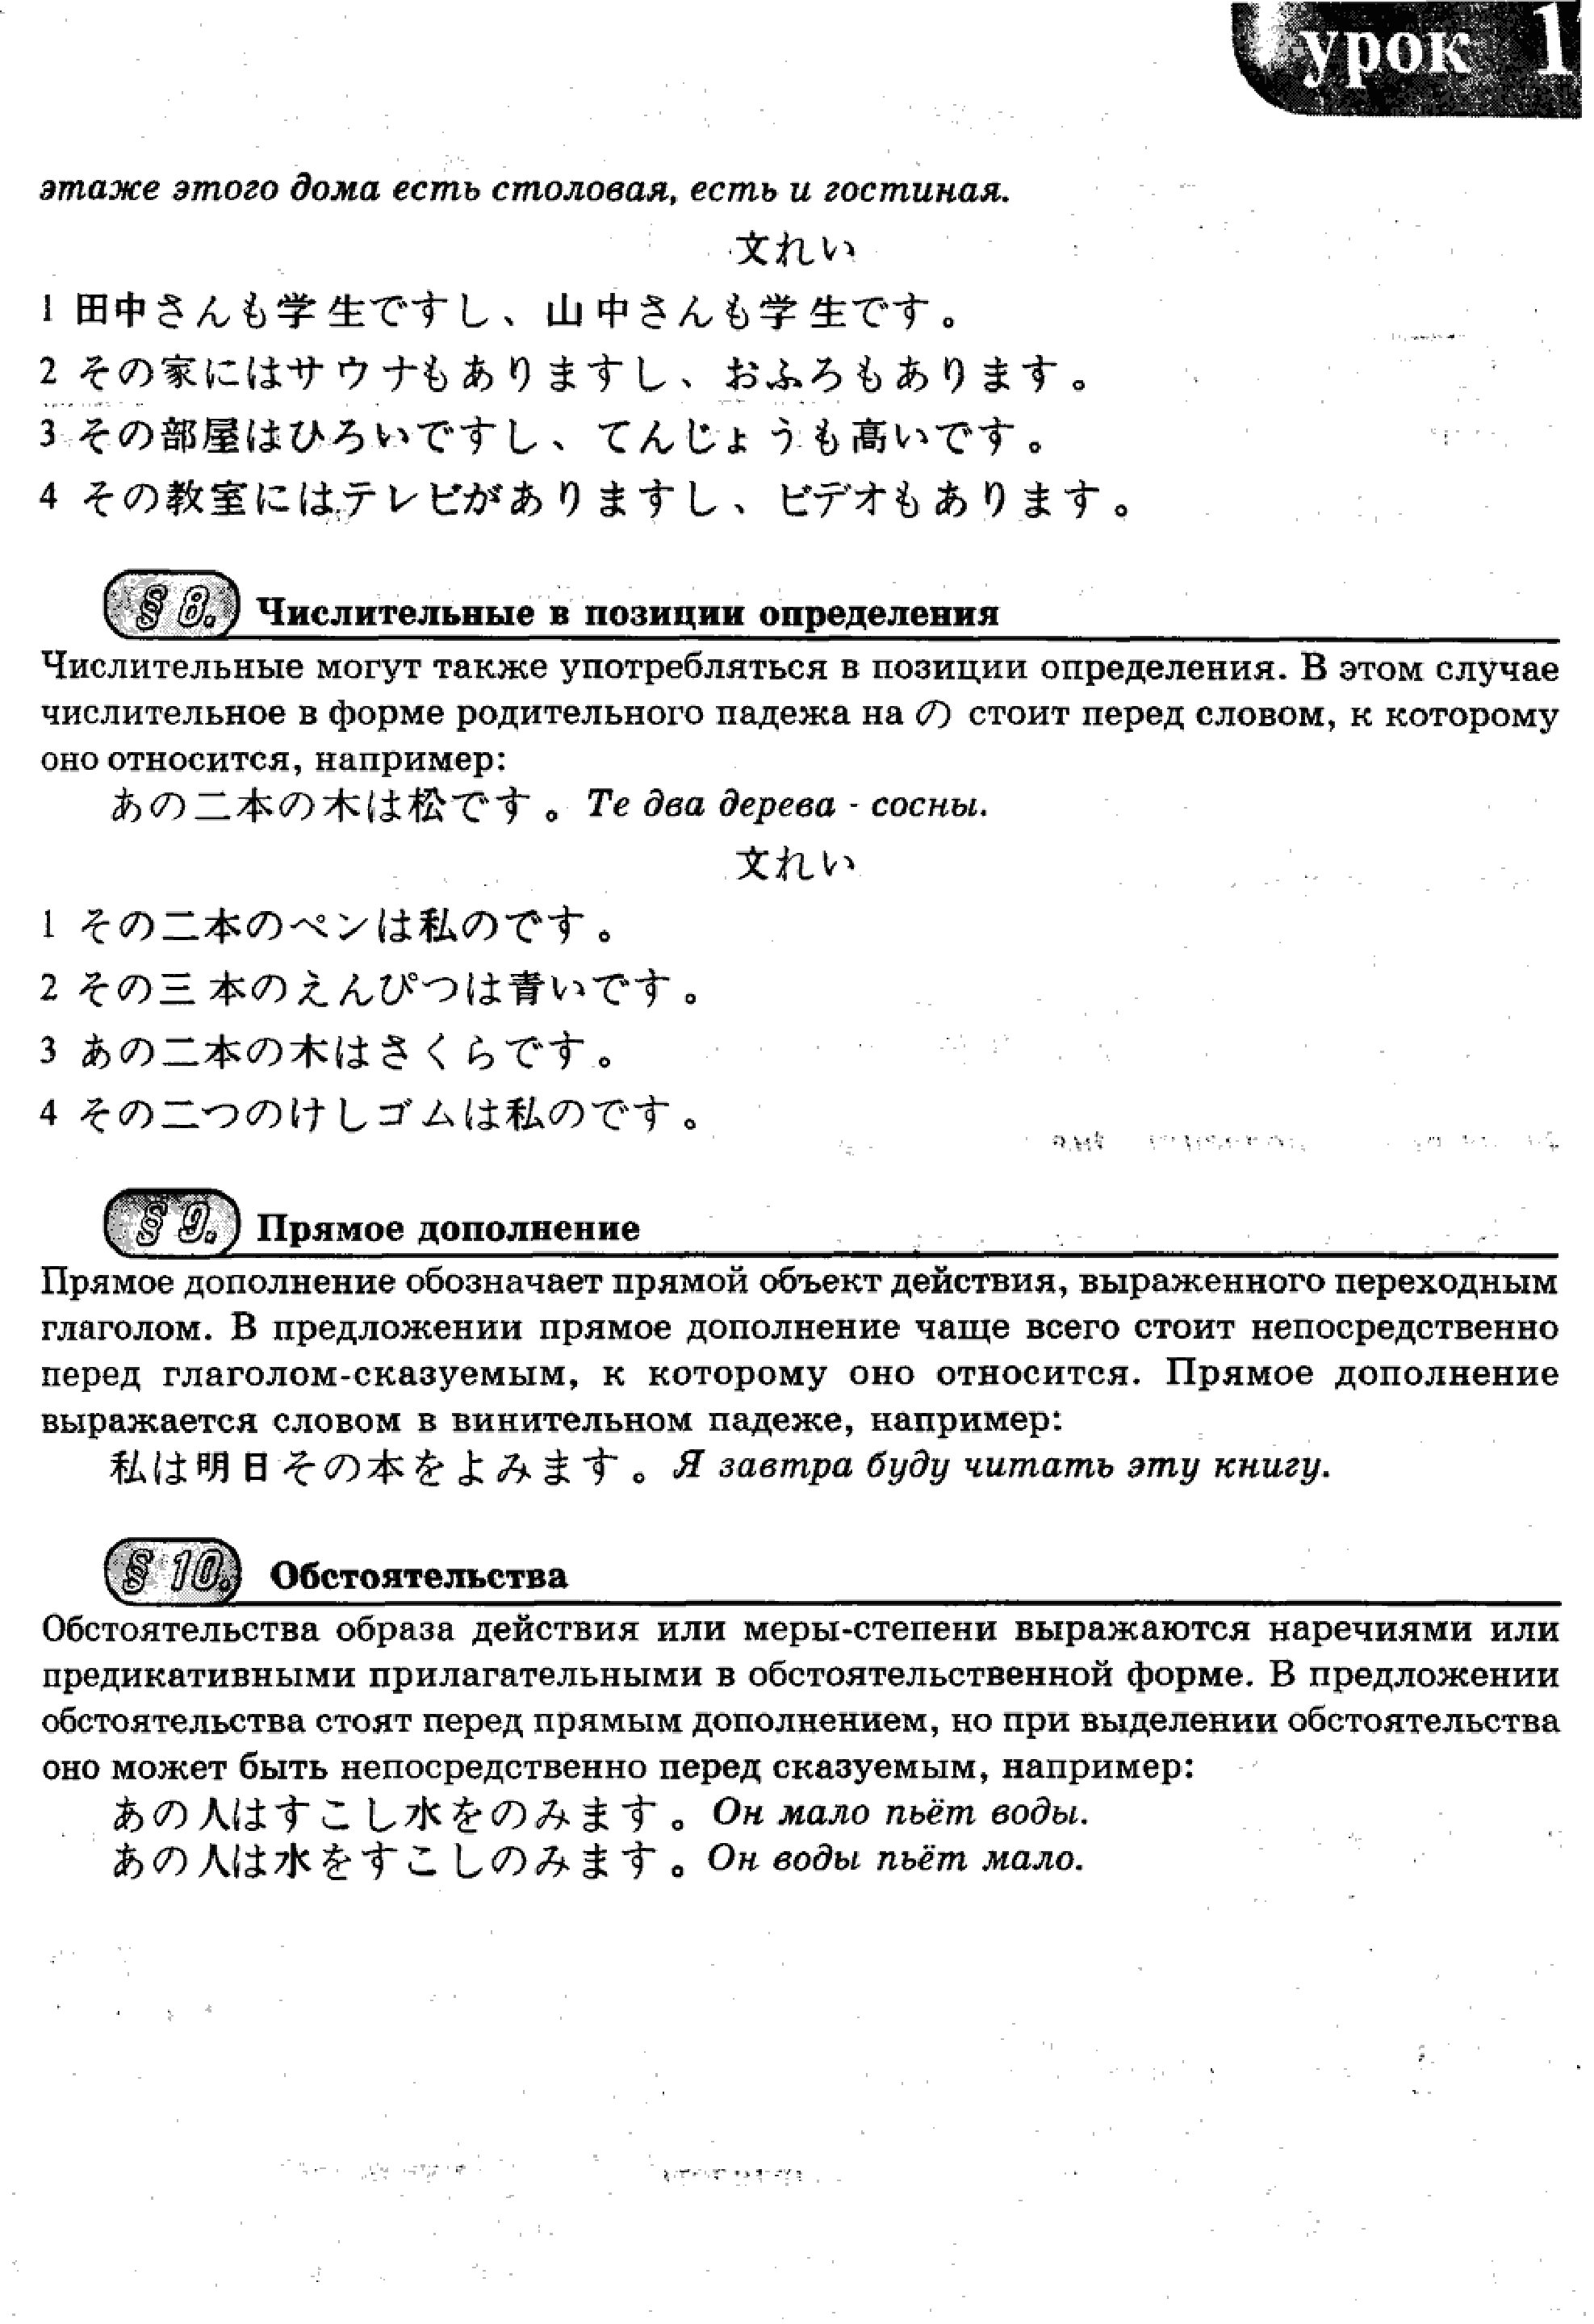 урок 1
этаже этого дома есть столовая, есть и гостиная.
文れい
1 田中さんも学生ですし、山中さんも学生です。
2 その家にはサウナもありますし、おふろもあります。
3 その部屋はひろいですし、てんじょうも高いです。
4 その教室にはテレビがありますし、ビデオもあります。
§ 8. Числительные в позиции определения
Числительные могут также употребляться в позиции определения. В этом случае
числительное в форме родительного падежа на の стоит перед словом, к которому
оно относится, например:
あの二本の木は松です。Те два дерева - сосны.
文れい
1 その二本のペンは私のです。
2 その三本のえんぴつは青いです。
3 あの二本の木はさくらです。
4 その二つのけしゴムは私のです。
§ 9. Прямое дополнение
Прямое дополнение обозначает прямой объект действия, выраженного переходным
глаголом. В предложении прямое дополнение чаще всего стоит непосредственно
перед глаголом-сказуемым, к которому оно относится. Прямое дополнение
выражается словом в винительном падеже, например:
私は明日その本をよみます。Я завтра буду читать эту книгу.
§ 10. Обстоятельства
Обстоятельства образа действия или меры-степени выражаются наречиями или
предикативными прилагательными в обстоятельственной форме. В предложении
обстоятельства стоят перед прямым дополнением, но при выделении обстоятельства
оно может быть непосредственно перед сказуемым, например:
あの人はすこし水をのみます。Он мало пьёт воды.
あの人は水をすこしのみます。Он воды пьёт мало.